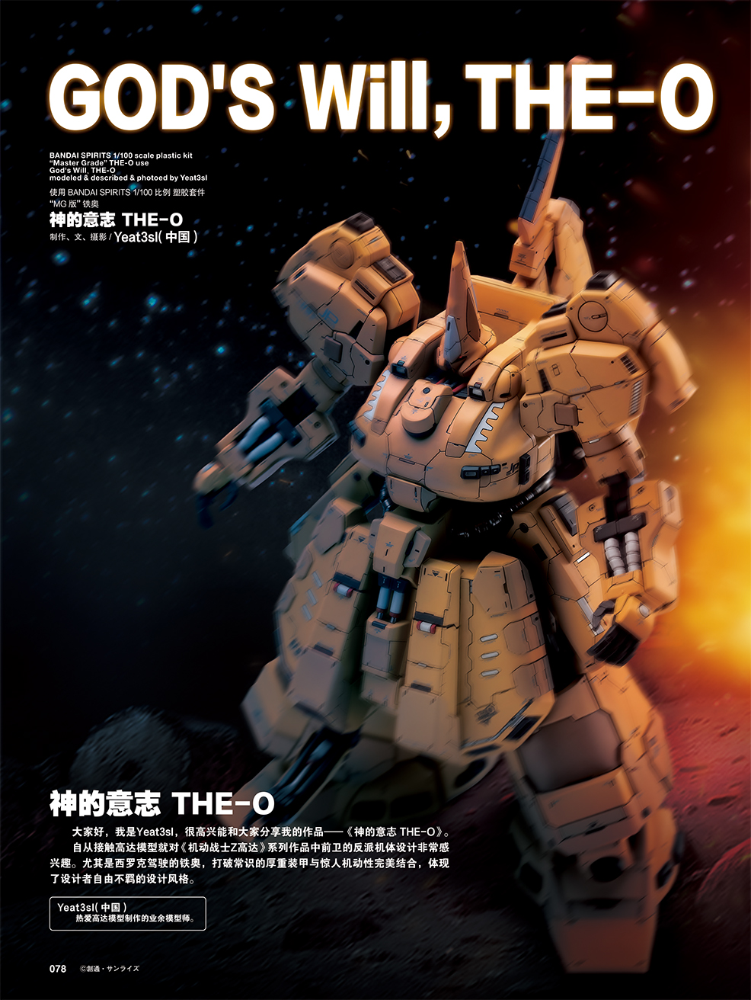 GOD'S Will, THE-O
BANDAI SPIRITS 1/100 scale plastic kit
“Master Grade” THE-O use
God's Will, THE-O
modeled & described & photoed by Yeat3sl
使用 BANDAI SPIRITS 1/100 比例 塑胶套件
“MG 版” 铁奥
神的意志 THE-O
制作、文、摄影 / Yeat3sl( 中国 )
神的意志 THE-O
大家好，我是Yeat3sl，很高兴能和大家分享我的作品——《神的意志 THE-O》。
自从接触高达模型就对《机动战士Z高达》系列作品中前卫的反派机体设计非常感
兴趣。尤其是西罗克驾驶的铁奥，打破常识的厚重装甲与惊人机动性完美结合，体现
了设计者自由不羁的设计风格。
Yeat3sl( 中国 )
热爱高达模型制作的业余模型师。
078 ©創通・サンライズ